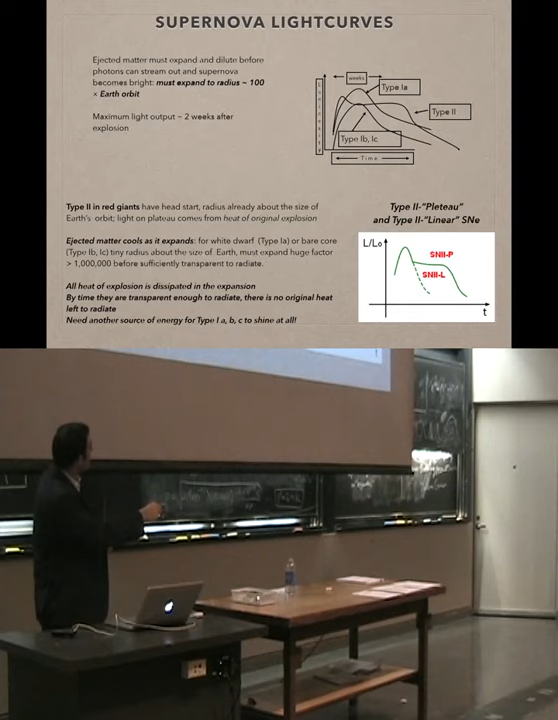 SUPERNOVA LIGHTCURVES
Ejected matter must expand and dilute before
photons can stream out and supernova
becomes bright: must expand to radius ~ 100
× Earth orbit
Maximum light output ~ 2 weeks after
explosion
weeks
Type Ia
Type II
Type Ib, Ic
Time
Type II in red giants have head start, radius already about the size of
Earth's orbit; light on plateau comes from heat of original explosion
Ejected matter cools as it expands: for white dwarf (Type Ia) or bare core
(Type Ib, Ic) tiny radius about the size of Earth, must expand huge factor
> 1,000,000 before sufficiently transparent to radiate.
All heat of explosion is dissipated in the expansion
By time they are transparent enough to radiate, there is no original heat
left to radiate
Need another source of energy for Type I a, b, c to shine at all!
Type II-“Pleteau”
and Type II-“Linear” SNe
L/L₀
SNII-P
SNII-L
t